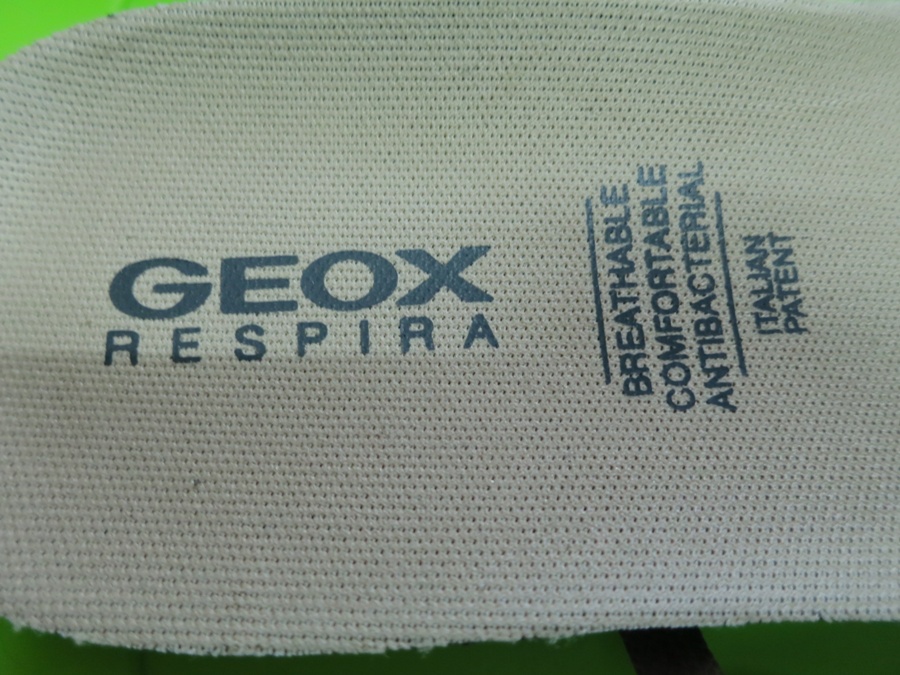 GEOX
RESPIRA
BREATHABLE
COMFORTABLE
ANTIBACTERIAL
ITALIAN
PATENT